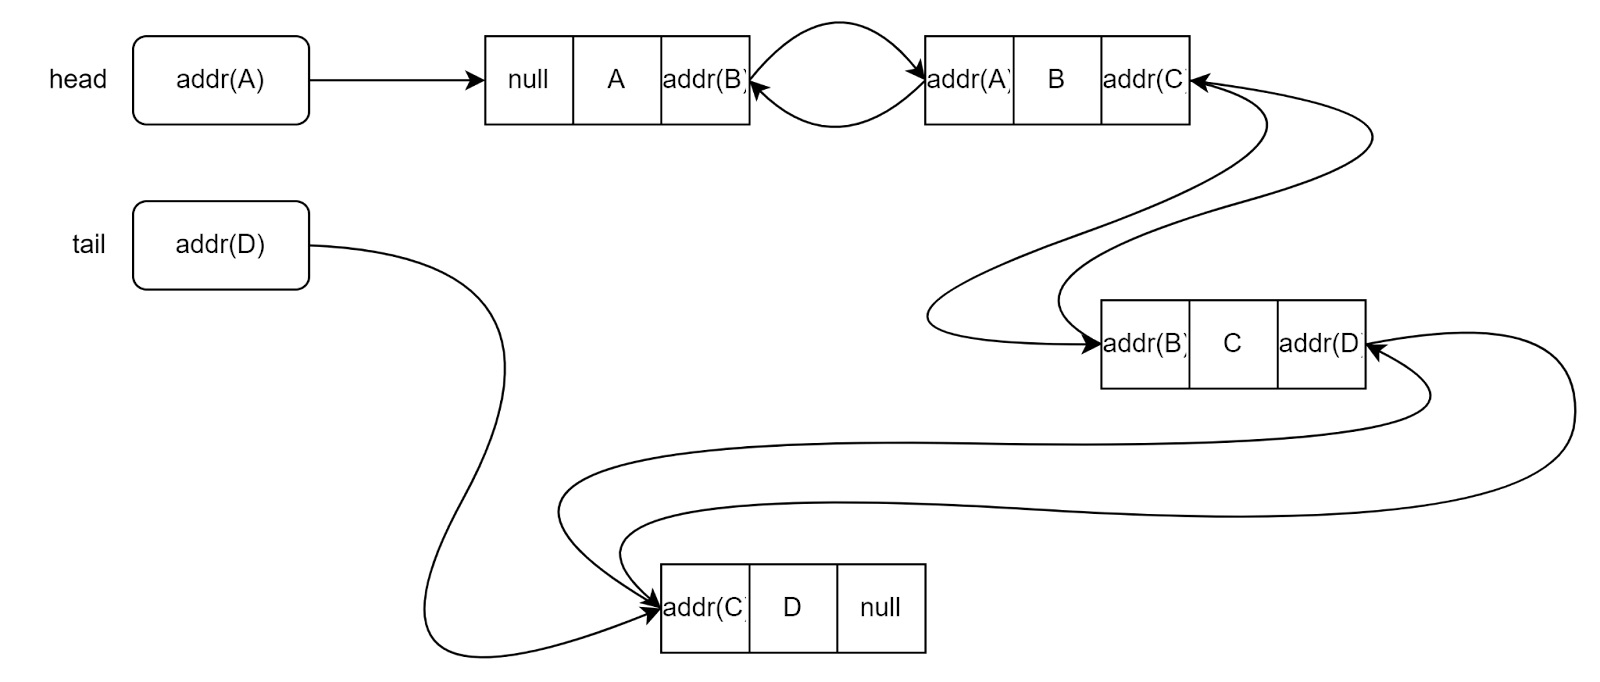 head addr(A) null A addr(B) addr(A) B addr(C)
tail addr(D)
addr(B) C addr(D)
addr(C) D null